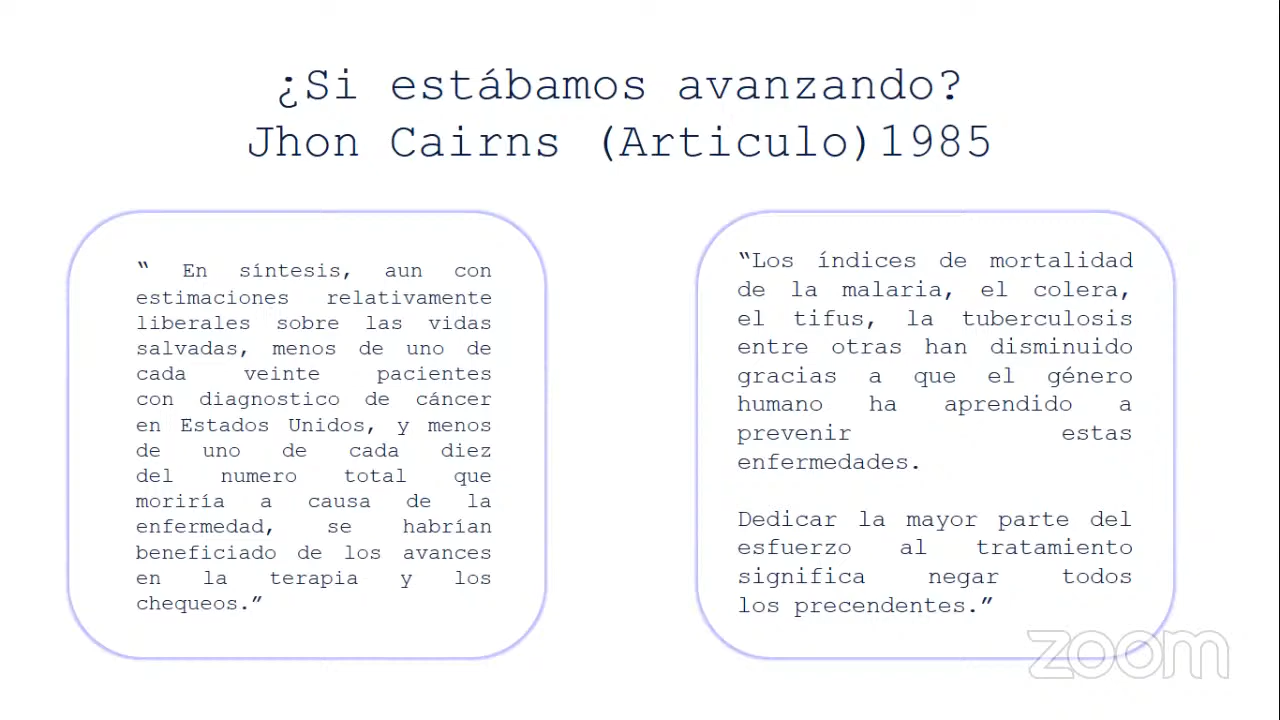 ¿Si estábamos avanzando?
Jhon Cairns (Articulo)1985
“ En síntesis, aun con
estimaciones relativamente
liberales sobre las vidas
salvadas, menos de uno de
cada veinte pacientes
con diagnostico de cáncer
en Estados Unidos, y menos
de uno de cada diez
del numero total que
moriría a causa de la
enfermedad, se habrían
beneficiado de los avances
en la terapia y los
chequeos.”
“Los índices de mortalidad
de la malaria, el colera,
el tifus, la tuberculosis
entre otras han disminuido
gracias a que el género
humano ha aprendido a
prevenir estas
enfermedades.
Dedicar la mayor parte del
esfuerzo al tratamiento
significa negar todos
los precendentes.”
zoom